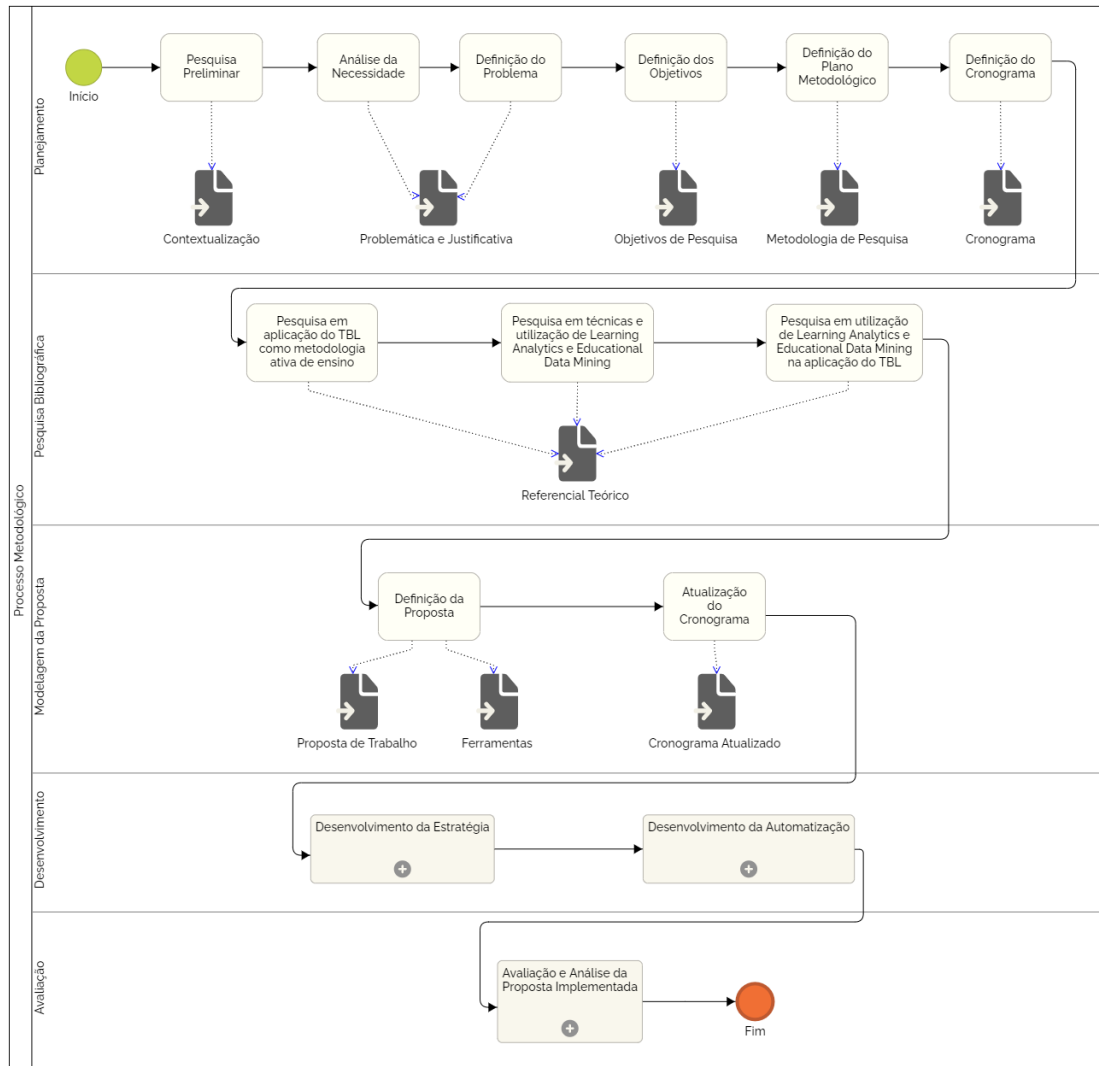 Processo Metodológico
Planejamento
Início
Pesquisa
Preliminar
Análise da
Necessidade
Definição do
Problema
Definição dos
Objetivos
Definição do
Plano
Metodológico
Definição do
Cronograma
Contextualização
Problemática e Justificativa
Objetivos de Pesquisa
Metodologia de Pesquisa
Cronograma
Pesquisa Bibliográfica
Pesquisa em
aplicação do TBL
como metodologia
ativa de ensino
Pesquisa em técnicas e
utilização de Learning
Analytics e Educational
Data Mining
Pesquisa em utilização
de Learning Analytics e
Educational Data Mining
na aplicação do TBL
Referencial Teórico
Modelagem da Proposta
Definição da
Proposta
Atualização
do
Cronograma
Proposta de Trabalho
Ferramentas
Cronograma Atualizado
Desenvolvimento
Desenvolvimento da Estratégia
Desenvolvimento da Automatização
Avaliação
Avaliação e Análise da
Proposta Implementada
Fim